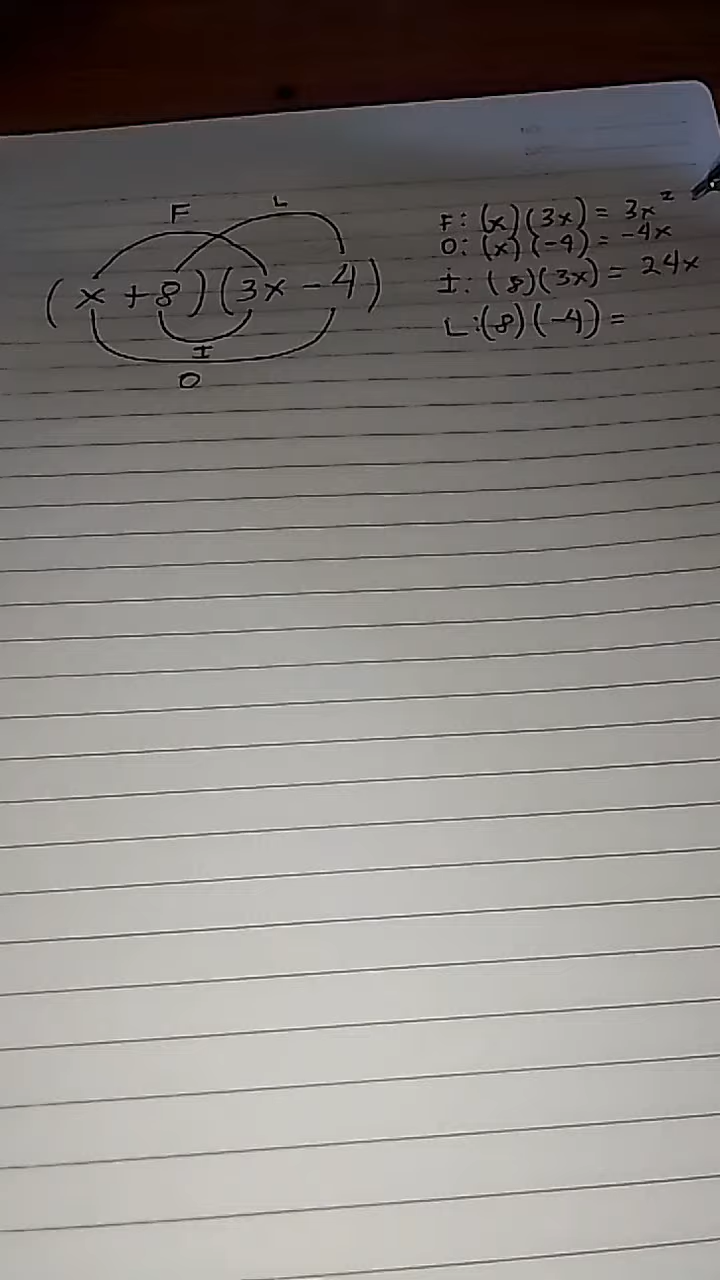 F L
(x + 8)(3x - 4)
I
O
F: (x)(3x) = 3x²
O: (x)(-4) = -4x
I: (8)(3x) = 24x
L: (8)(-4) =